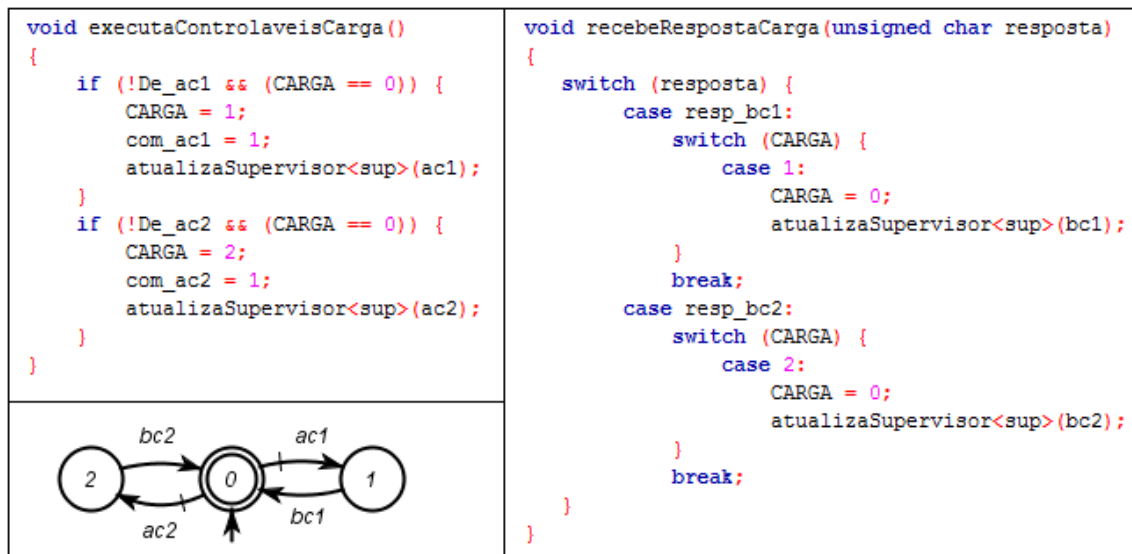 void executaControlaveisCarga()
{
    if (!De_ac1 && (CARGA == 0)) {
        CARGA = 1;
        com_ac1 = 1;
        atualizaSupervisor<sup>(ac1);
    }
    if (!De_ac2 && (CARGA == 0)) {
        CARGA = 2;
        com_ac2 = 1;
        atualizaSupervisor<sup>(ac2);
    }
}
bc2
ac1
2
0
1
ac2
bc1
void recebeRespostaCarga(unsigned char resposta)
{
   switch (resposta) {
        case resp_bc1:
            switch (CARGA) {
                case 1:
                    CARGA = 0;
                    atualizaSupervisor<sup>(bc1);
            }
            break;
        case resp_bc2:
            switch (CARGA) {
                case 2:
                    CARGA = 0;
                    atualizaSupervisor<sup>(bc2);
            }
            break;
   }
}